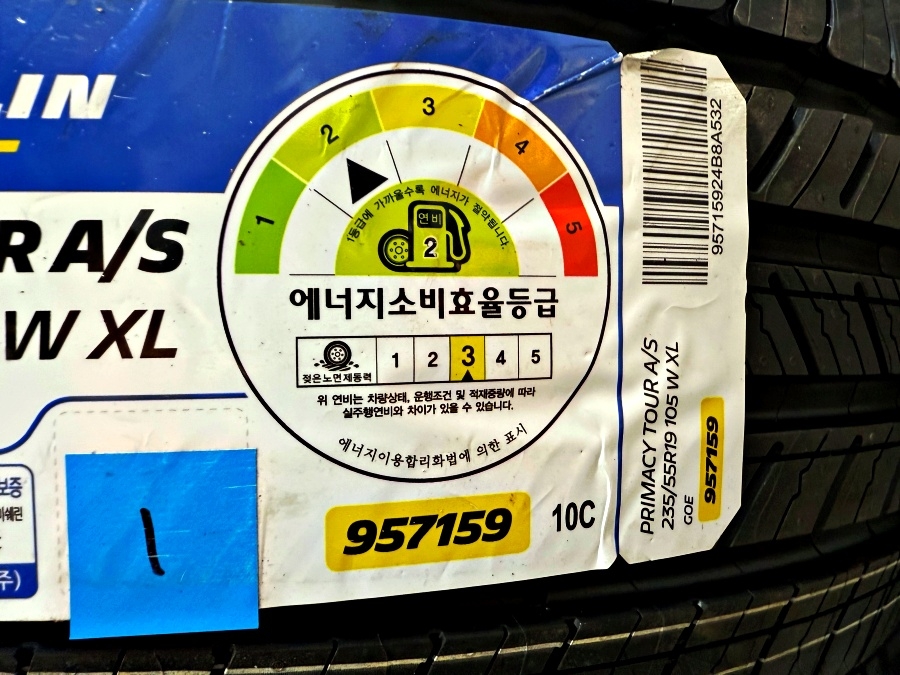 IN
R A/S
W XL
1
2
3
4
5
1등급에 가까울수록 에너지가 절약됩니다.
연비
2
에너지소비효율등급
젖은노면제동력
1 2 3 4 5
위 연비는 차량상태, 운행조건 및 적재중량에 따라
실주행연비와 차이가 있을 수 있습니다.
에너지이용합리화법에 의한 표시
957159
10C
보증
미쉐린
주)
1
95715924B8A532
PRIMACY TOUR A/S
235/55R19 105 W XL
GOE
957159